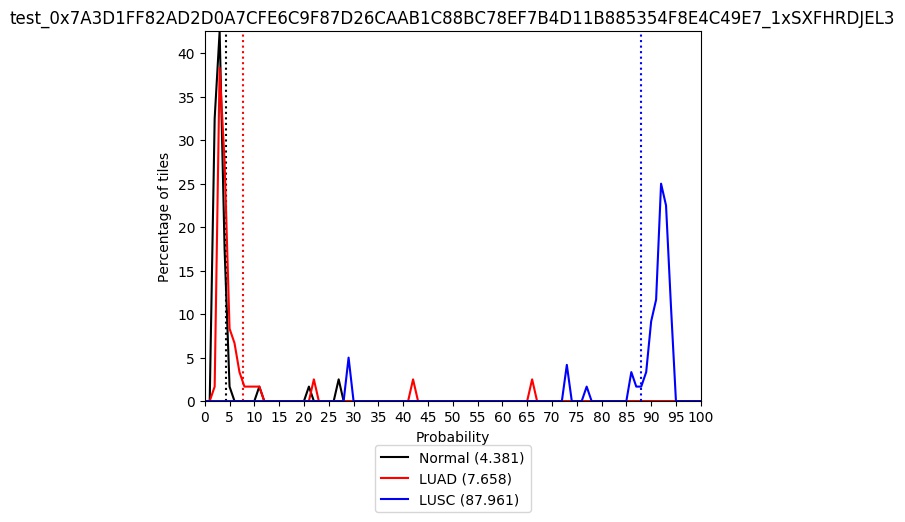 test_0x7A3D1FF82AD2D0A7CFE6C9F87D26CAAB1C88BC78EF7B4D11B885354F8E4C49E7_1xSXFHRDJEL3
40
35
30
25
20
15
10
5
0
Percentage of tiles
0 5 10 15 20 25 30 35 40 45 50 55 60 65 70 75 80 85 90 95 100
Probability
Normal (4.381)
LUAD (7.658)
LUSC (87.961)